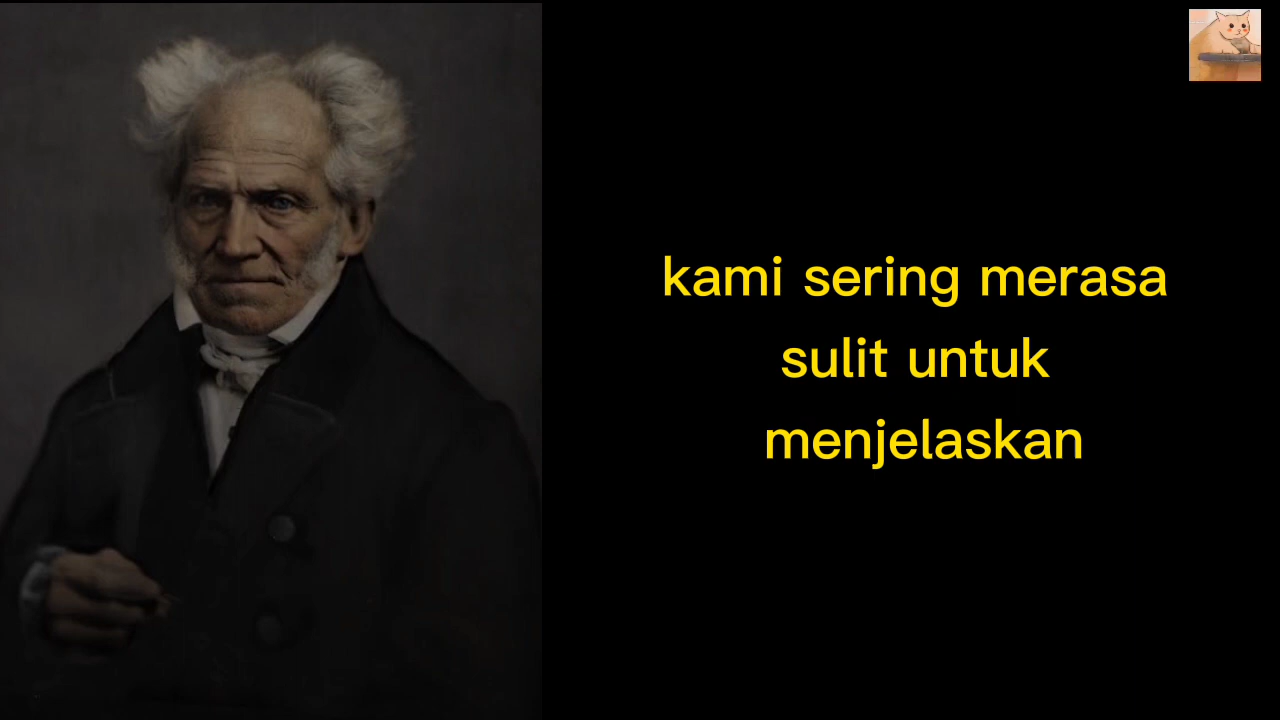 kami sering merasa
sulit untuk
menjelaskan